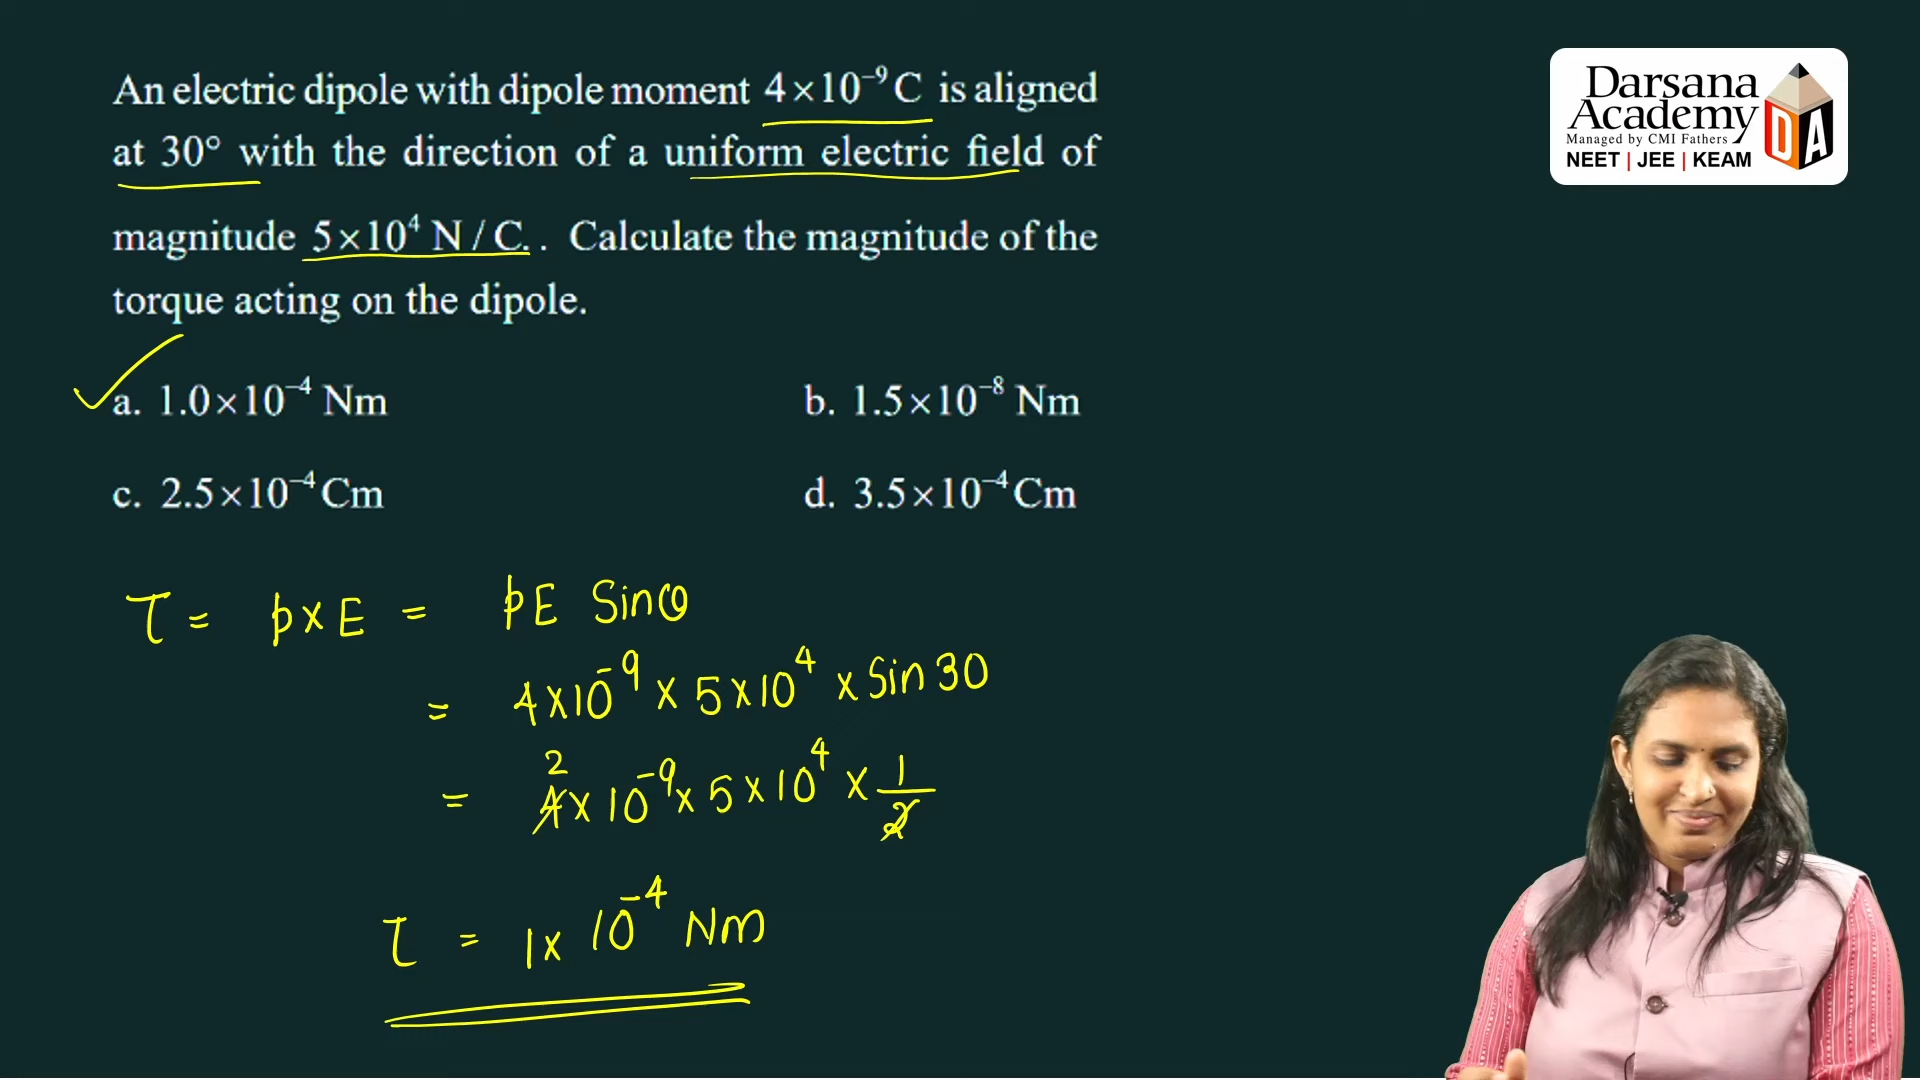 An electric dipole with dipole moment 4×10⁻⁹ C is aligned
at 30° with the direction of a uniform electric field of
magnitude 5×10⁴ N / C. . Calculate the magnitude of the
torque acting on the dipole.
a. 1.0×10⁻⁴ Nm
b. 1.5×10⁻⁸ Nm
c. 2.5×10⁻⁴ Cm
d. 3.5×10⁻⁴ Cm
τ = p×E = pE Sinθ
= 4×10⁻⁹ × 5×10⁴ × Sin 30
2
= 4× 10⁻⁹ × 5×10⁴ × 1/2
τ = 1× 10⁻⁴ Nm
Darsana
Academy
Managed by CMI Fathers
NEET | JEE | KEAM
DA